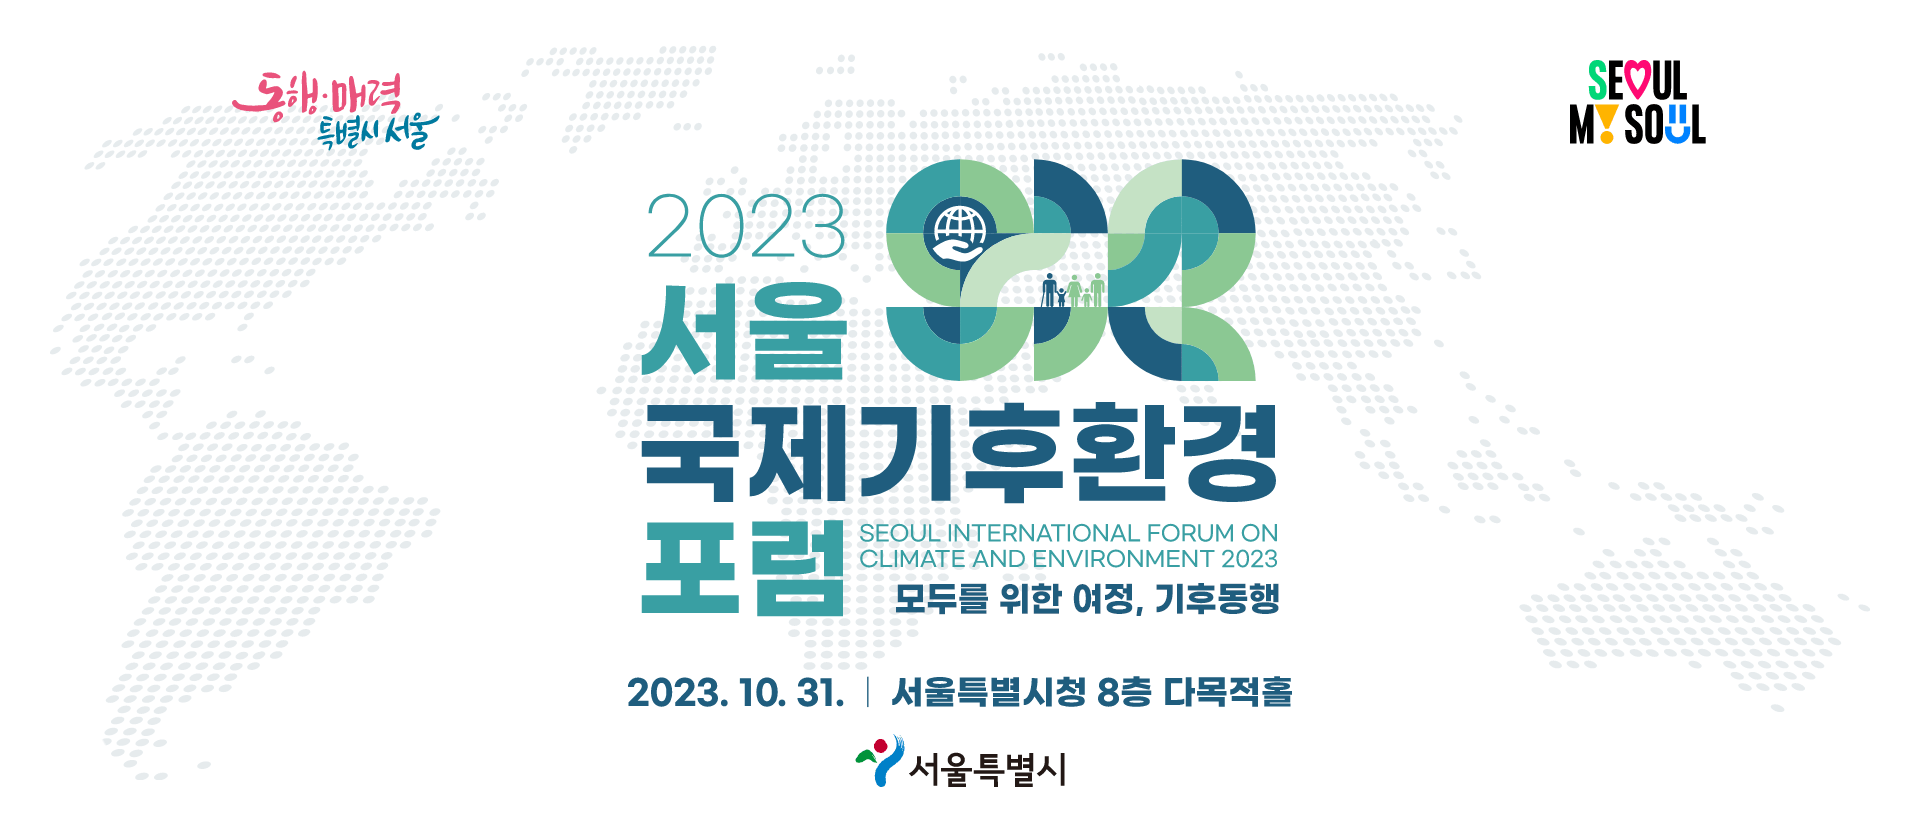 동행·매력
특별시 서울
SEOUL
MY SOUL
2023
서울
국제기후환경
포럼
SEOUL INTERNATIONAL FORUM ON
CLIMATE AND ENVIRONMENT 2023
모두를 위한 여정, 기후동행
2023. 10. 31. | 서울특별시청 8층 다목적홀
서울특별시